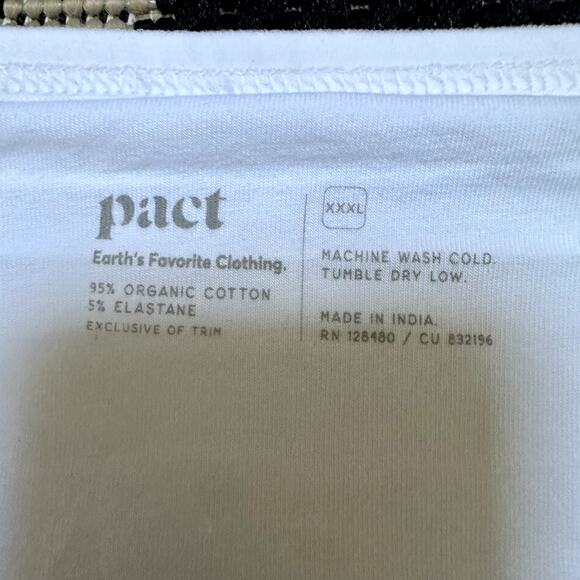 pact
Earth's Favorite Clothing.
95% ORGANIC COTTON
5% ELASTANE
EXCLUSIVE OF TRIM
XXXL
MACHINE WASH COLD.
TUMBLE DRY LOW.
MADE IN INDIA.
RN 128480 / CU 832196